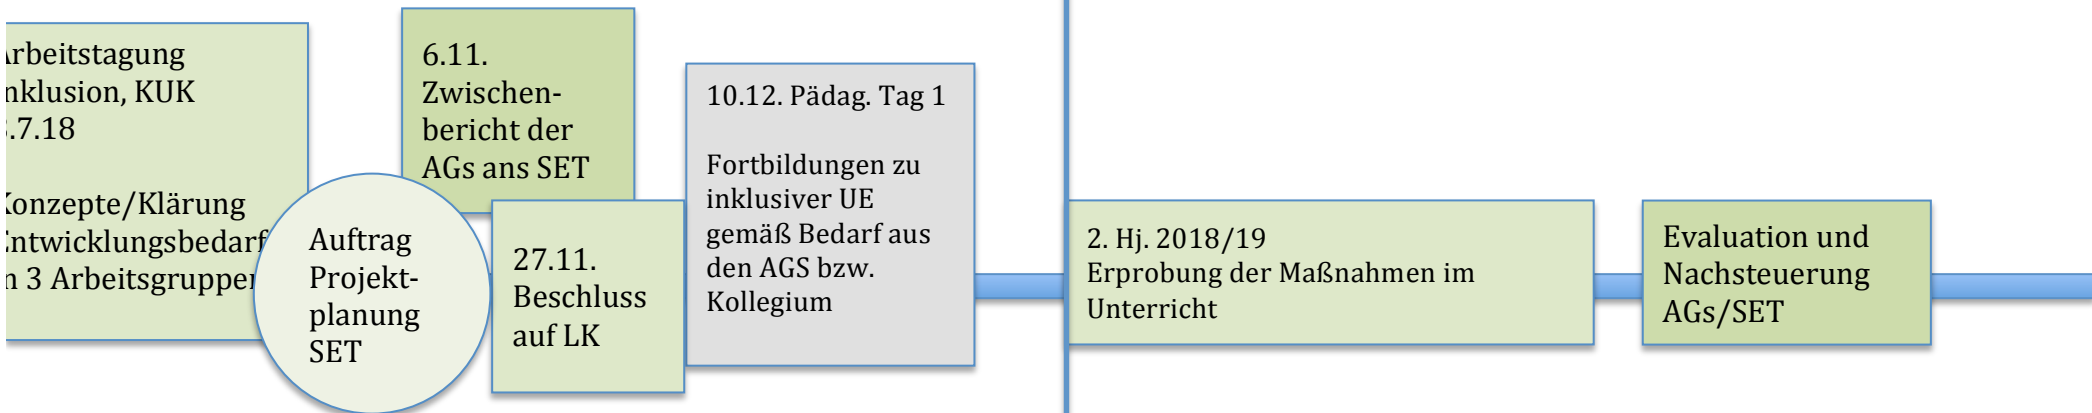 rbeitstagung
nklusion, KUK
.7.18
onzepte/Klärung
ntwicklungsbedarf
n 3 Arbeitsgruppen
Auftrag
Projekt-
planung
SET
6.11.
Zwischen-
bericht der
AGs ans SET
27.11.
Beschluss
auf LK
10.12. Pädag. Tag 1
Fortbildungen zu
inklusiver UE
gemäß Bedarf aus
den AGS bzw.
Kollegium
2. Hj. 2018/19
Erprobung der Maßnahmen im
Unterricht
Evaluation und
Nachsteuerung
AGs/SET